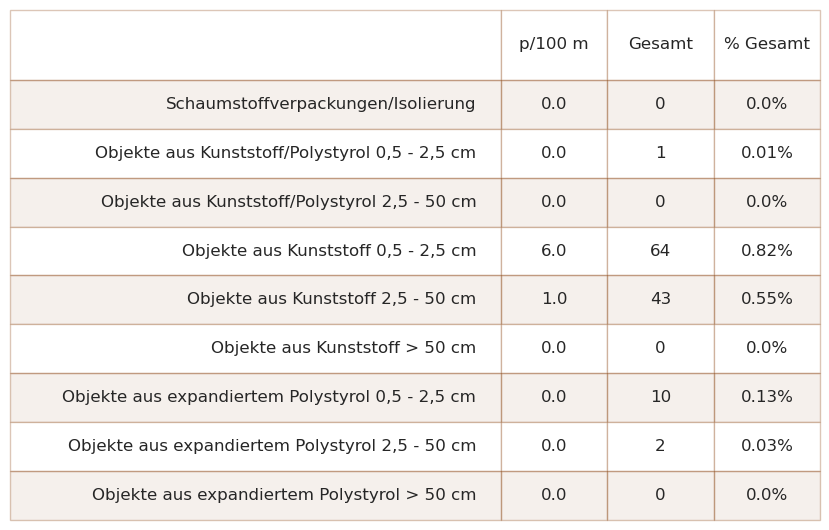 p/100 m Gesamt % Gesamt
Schaumstoffverpackungen/Isolierung 0.0 0 0.0%
Objekte aus Kunststoff/Polystyrol 0,5 - 2,5 cm 0.0 1 0.01%
Objekte aus Kunststoff/Polystyrol 2,5 - 50 cm 0.0 0 0.0%
Objekte aus Kunststoff 0,5 - 2,5 cm 6.0 64 0.82%
Objekte aus Kunststoff 2,5 - 50 cm 1.0 43 0.55%
Objekte aus Kunststoff > 50 cm 0.0 0 0.0%
Objekte aus expandiertem Polystyrol 0,5 - 2,5 cm 0.0 10 0.13%
Objekte aus expandiertem Polystyrol 2,5 - 50 cm 0.0 2 0.03%
Objekte aus expandiertem Polystyrol > 50 cm 0.0 0 0.0%